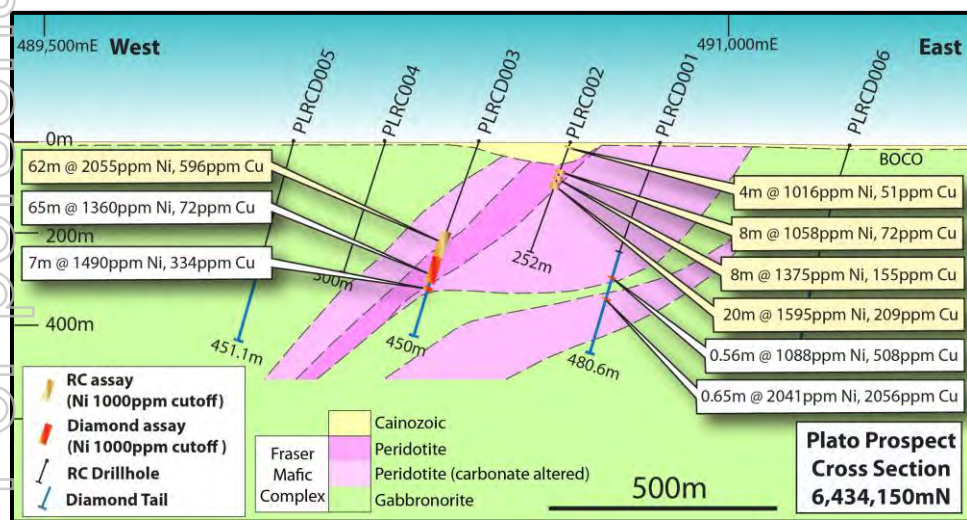 489,500mE West
491,000mE East
PLRCD005
PLRC004
PLRCD003
PLRC002
PLRCD001
PLRCD006
0m
BOCO
62m @ 2055ppm Ni, 596ppm Cu
65m @ 1360ppm Ni, 72ppm Cu
200m
7m @ 1490ppm Ni, 334ppm Cu
4m @ 1016ppm Ni, 51ppm Cu
8m @ 1058ppm Ni, 72ppm Cu
8m @ 1375ppm Ni, 155ppm Cu
20m @ 1595ppm Ni, 209ppm Cu
0.56m @ 1088ppm Ni, 508ppm Cu
0.65m @ 2041ppm Ni, 2056ppm Cu
252m
300m
400m
451.1m
450m
480.6m
RC assay
(Ni 1000ppm cutoff)
Diamond assay
(Ni 1000ppm cutoff )
RC Drillhole
Diamond Tail
Fraser
Mafic
Complex
Cainozoic
Peridotite
Peridotite (carbonate altered)
Gabbronorite
500m
Plato Prospect
Cross Section
6,434,150mN